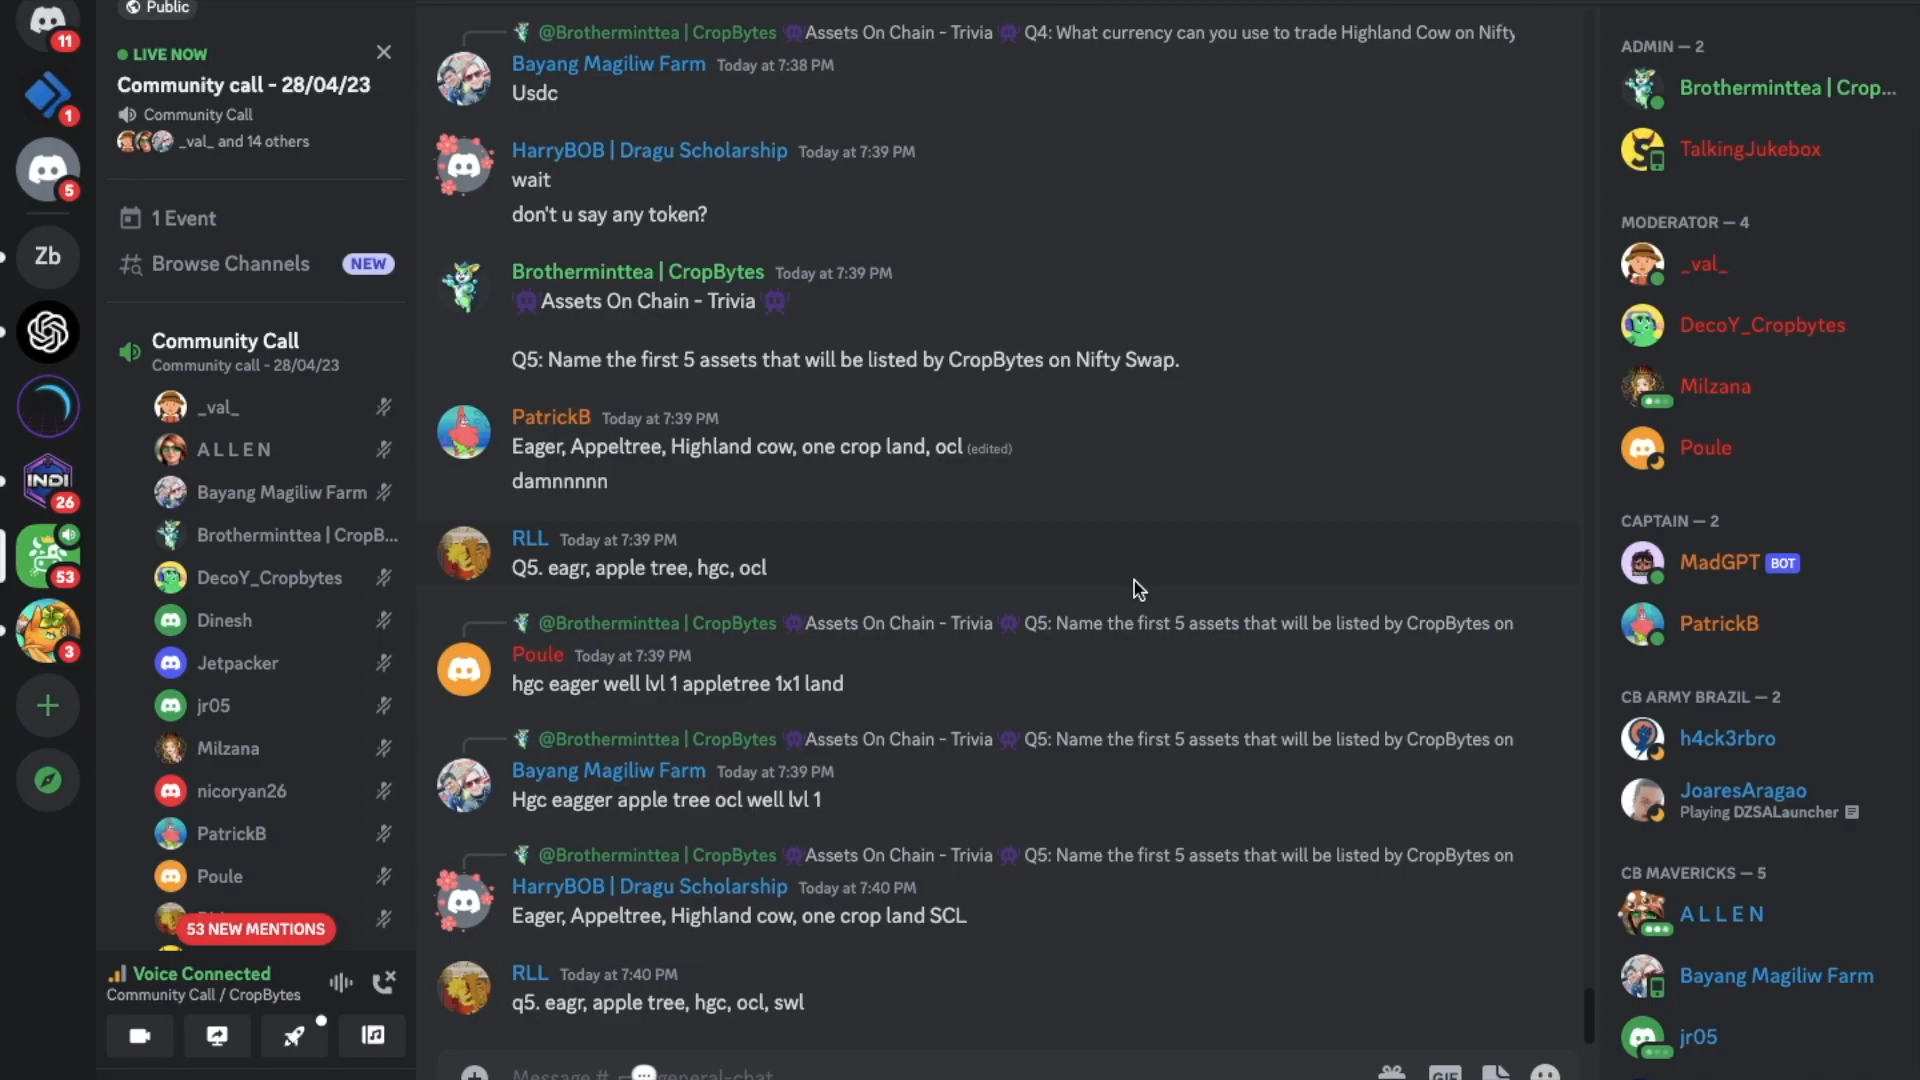 11
1
5
Zb
INDI
26
53
3
Public
LIVE NOW
Community call - 28/04/23
Community Call
_val_ and 14 others
1 Event
Browse Channels
NEW
Community Call
Community call - 28/04/23
_val_
A L L E N
Bayang Magiliw Farm
Brotherminttea | CropB...
DecoY_Cropbytes
Dinesh
Jetpacker
jr05
Milzana
nicoryan26
PatrickB
Poule
53 NEW MENTIONS
Voice Connected
Community Call / CropBytes
@Brotherminttea | CropBytes Assets On Chain - Trivia Q4: What currency can you use to trade Highland Cow on Nifty
Bayang Magiliw Farm Today at 7:38 PM
Usdc
HarryBOB | Dragu Scholarship Today at 7:39 PM
wait
don't u say any token?
Brotherminttea | CropBytes Today at 7:39 PM
Assets On Chain - Trivia
Q5: Name the first 5 assets that will be listed by CropBytes on Nifty Swap.
PatrickB Today at 7:39 PM
Eager, Appeltree, Highland cow, one crop land, ocl (edited)
damnnnnn
RLL Today at 7:39 PM
Q5. eagr, apple tree, hgc, ocl
@Brotherminttea | CropBytes Assets On Chain - Trivia Q5: Name the first 5 assets that will be listed by CropBytes on
Poule Today at 7:39 PM
hgc eager well lvl 1 appletree 1x1 land
@Brotherminttea | CropBytes Assets On Chain - Trivia Q5: Name the first 5 assets that will be listed by CropBytes on
Bayang Magiliw Farm Today at 7:39 PM
Hgc eagger apple tree ocl well lvl 1
@Brotherminttea | CropBytes Assets On Chain - Trivia Q5: Name the first 5 assets that will be listed by CropBytes on
HarryBOB | Dragu Scholarship Today at 7:40 PM
Eager, Appeltree, Highland cow, one crop land SCL
RLL Today at 7:40 PM
q5. eagr, apple tree, hgc, ocl, swl
Message # general-chat
GIF
ADMIN — 2
Brotherminttea | Crop...
TalkingJukebox
MODERATOR — 4
_val_
DecoY_Cropbytes
Milzana
Poule
CAPTAIN — 2
MadGPT BOT
PatrickB
CB ARMY BRAZIL — 2
h4ck3rbro
JoaresAragao
Playing DZSALauncher
CB MAVERICKS — 5
A L L E N
Bayang Magiliw Farm
jr05